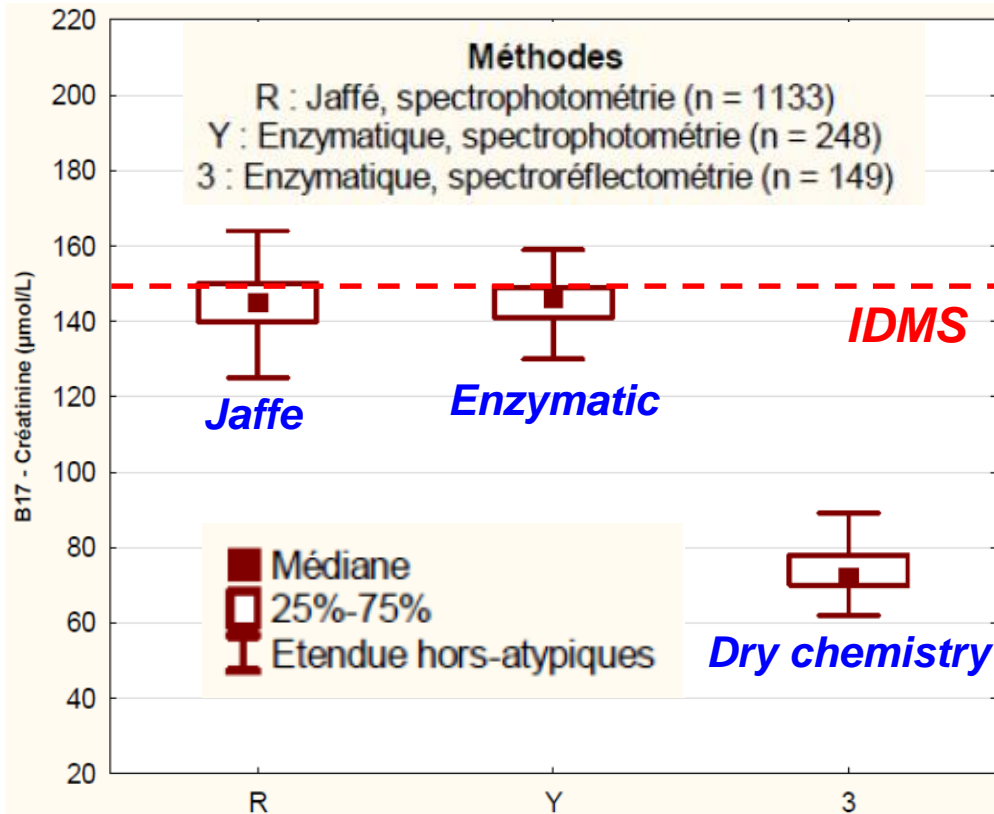 B17 - Créatinine (µmol/L)
220
200
180
160
140
120
100
80
60
40
20
Méthodes
R : Jaffé, spectrophotométrie (n = 1133)
Y : Enzymatique, spectrophotométrie (n = 248)
3 : Enzymatique, spectroréflectométrie (n = 149)
IDMS
Jaffe
Enzymatic
Médiane
25%-75%
Etendue hors-atypiques
Dry chemistry
R
Y
3